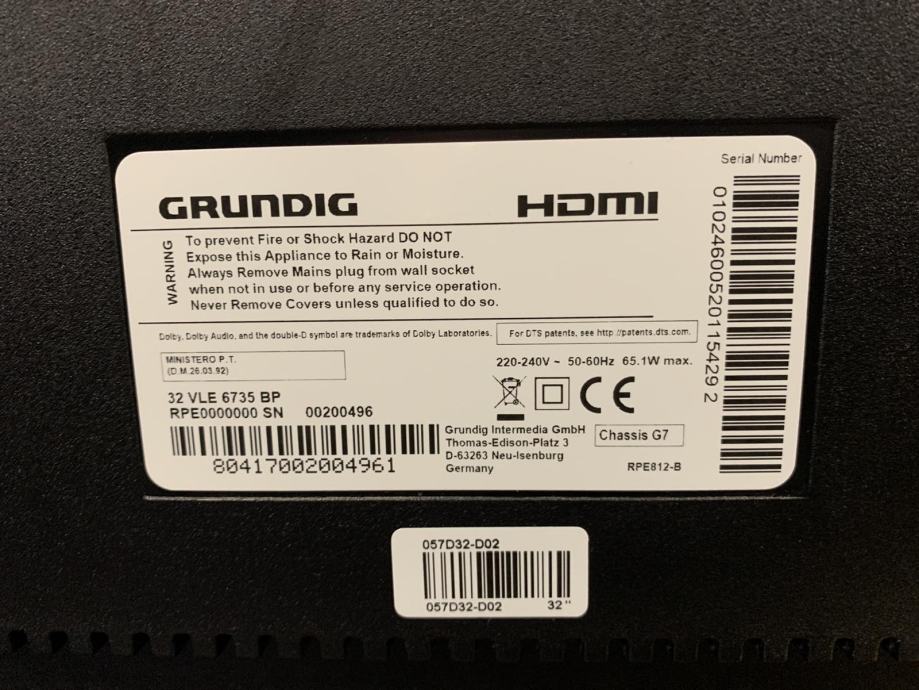 Serial Number
GRUNDIG
HDMI
WARNING
To prevent Fire or Shock Hazard DO NOT
Expose this Appliance to Rain or Moisture.
Always Remove Mains plug from wall socket
when not in use or before any service operation.
Never Remove Covers unless qualified to do so.
Dolby, Dolby Audio, and the double-D symbol are trademarks of Dolby Laboratories.
For DTS patents, see http://patents.dts.com.
MINISTERO P.T.
(D.M.26.03.92)
220-240V ~ 50-60Hz 65.1W max.
32 VLE 6735 BP
RPE0000000 SN 00200496
80417002004961
CE
Grundig Intermedia GmbH
Thomas-Edison-Platz 3
D-63263 Neu-Isenburg
Germany
Chassis G7
RPE812-B
010246005201154292
057D32-D02
057D32-D02 32"